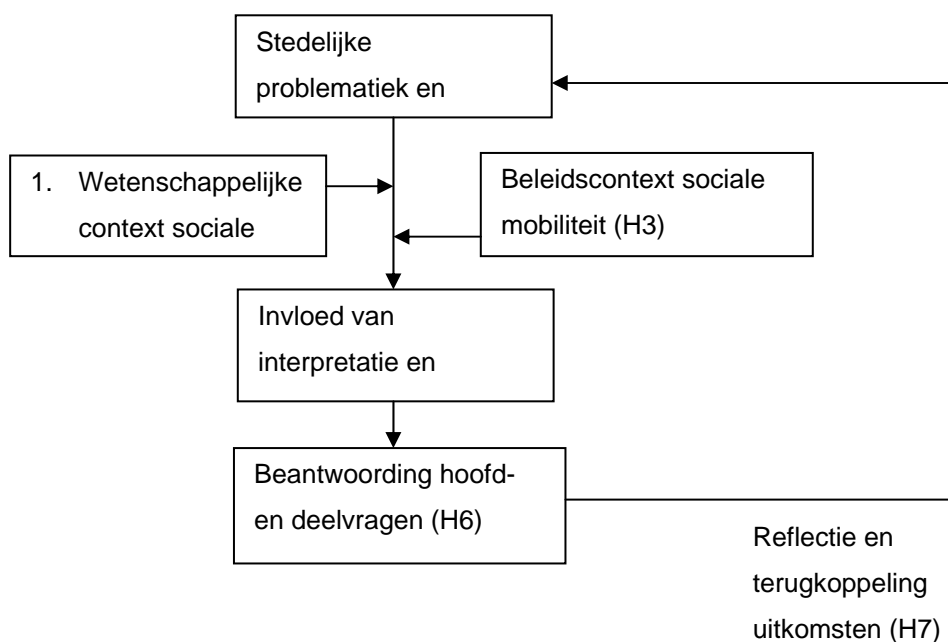 Stedelijke
problematiek en
1. Wetenschappelijke
context sociale
Beleidscontext sociale
mobiliteit (H3)
Invloed van
interpretatie en
Beantwoording hoofd-
en deelvragen (H6)
Reflectie en
terugkoppeling
uitkomsten (H7)